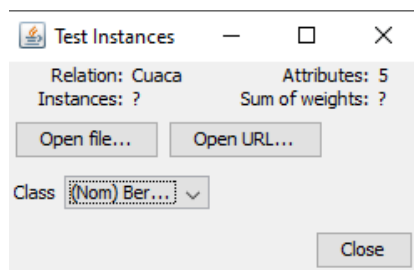 Test Instances
Relation: Cuaca Attributes: 5
Instances: ? Sum of weights: ?
Open file... Open URL...
Class (Nom) Ber...
Close